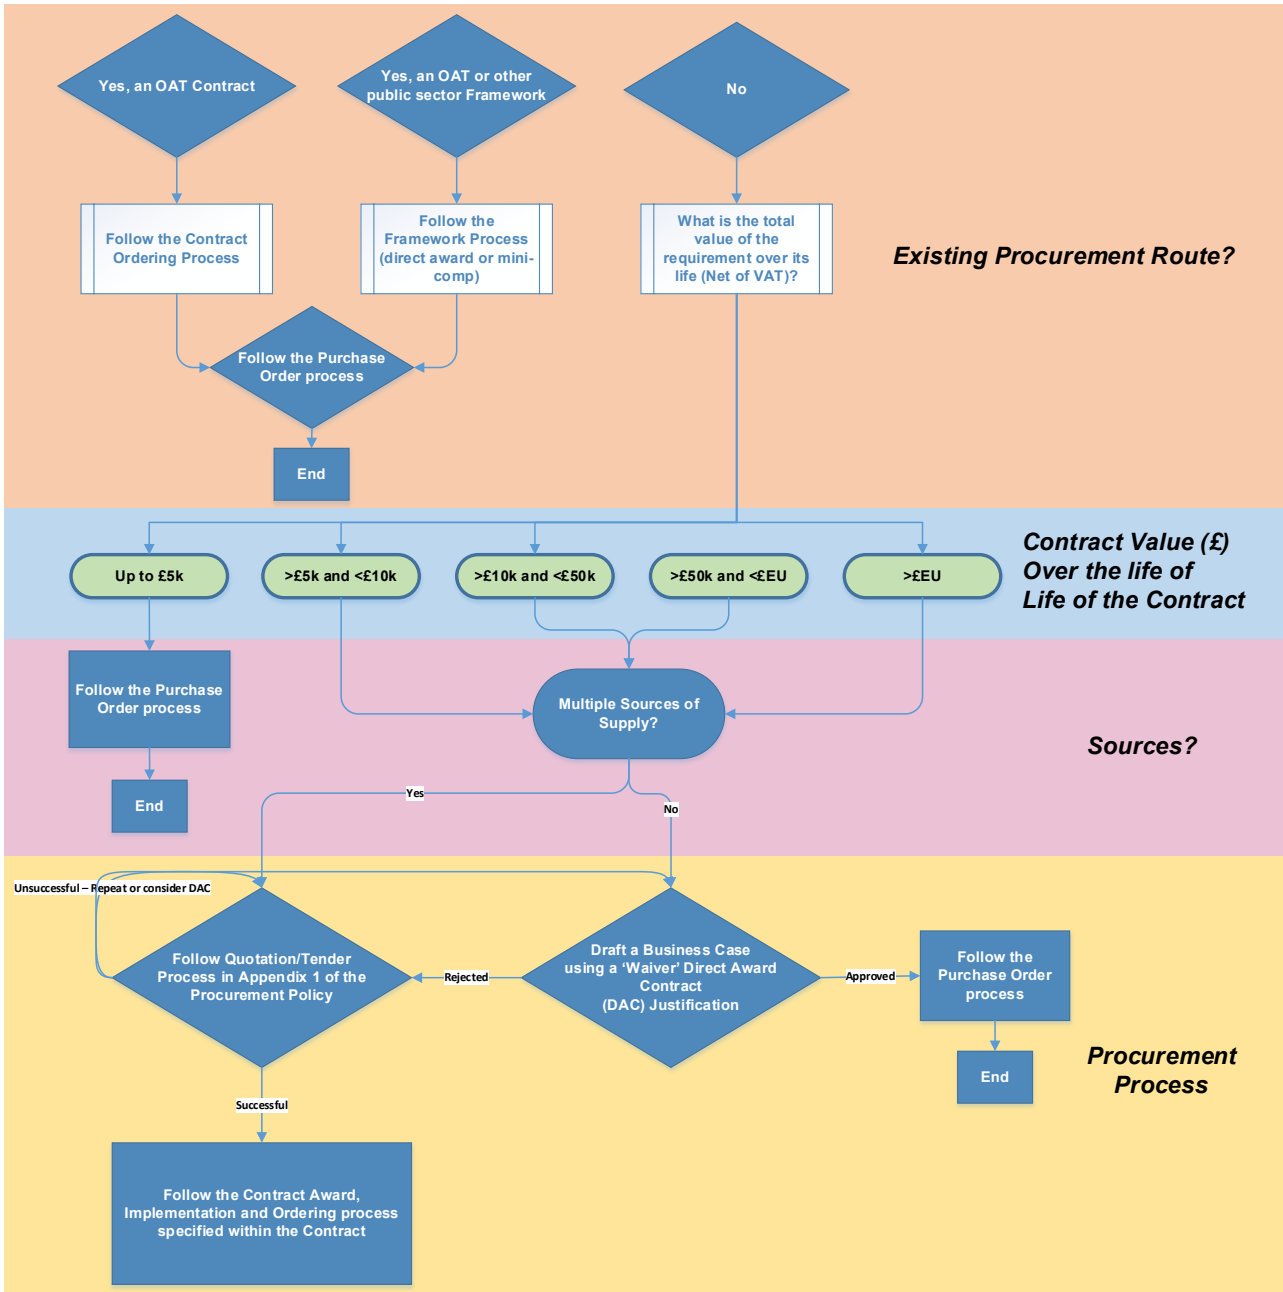 Yes, an OAT Contract
Yes, an OAT or other
public sector Framework
No
Follow the Contract
Ordering Process
Follow the
Framework Process
(direct award or mini-
comp)
What is the total
value of the
requirement over its
life (Net of VAT)?
Existing Procurement Route?
Follow the Purchase
Order process
End
Contract Value (£)
Over the life of
Life of the Contract
Up to £5k
>£5k and <£10k
>£10k and <£50k
>£50k and <£EU
>£EU
Follow the Purchase
Order process
End
Multiple Sources of
Supply?
Sources?
Yes
No
Unsuccessful – Repeat or consider DAC
Follow Quotation/Tender
Process in Appendix 1 of the
Procurement Policy
Rejected
Draft a Business Case
using a ‘Waiver’ Direct Award
Contract
(DAC) Justification
Approved
Follow the
Purchase Order
process
End
Procurement
Process
Successful
Follow the Contract Award,
Implementation and Ordering process
specified within the Contract